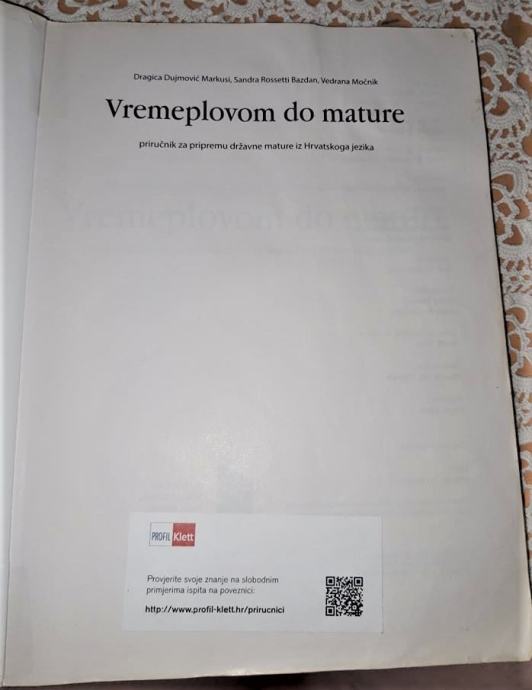 Dragica Dujmović Markusi, Sandra Rossetti Bazdan, Vedrana Močnik
Vremeplovom do mature
priručnik za pripremu državne mature iz Hrvatskoga jezika
PROFIL Klett
Provjerite svoje znanje na slobodnim
primjerima ispita na poveznici:
http://www.profil-klett.hr/prirucnici